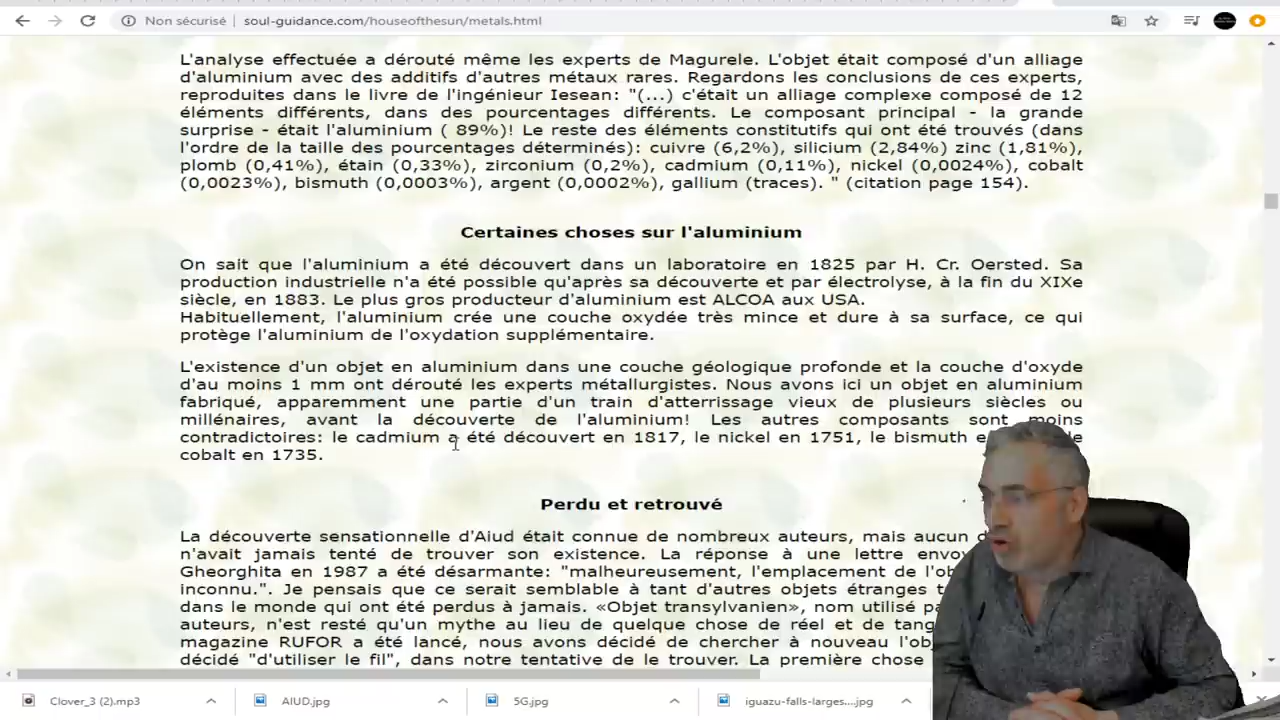 Non sécurisé | soul-guidance.com/houseofthesun/metals.html
L'analyse effectuée a dérouté même les experts de Magurele. L'objet était composé d'un alliage
d'aluminium avec des additifs d'autres métaux rares. Regardons les conclusions de ces experts,
reproduites dans le livre de l'ingénieur Iesean: "(...) c'était un alliage complexe composé de 12
éléments différents, dans des pourcentages différents. Le composant principal - la grande
surprise - était l'aluminium ( 89%)! Le reste des éléments constitutifs qui ont été trouvés (dans
l'ordre de la taille des pourcentages déterminés): cuivre (6,2%), silicium (2,84%) zinc (1,81%),
plomb (0,41%), étain (0,33%), zirconium (0,2%), cadmium (0,11%), nickel (0,0024%), cobalt
(0,0023%), bismuth (0,0003%), argent (0,0002%), gallium (traces). " (citation page 154).
Certaines choses sur l'aluminium
On sait que l'aluminium a été découvert dans un laboratoire en 1825 par H. Cr. Oersted. Sa
production industrielle n'a été possible qu'après sa découverte et par électrolyse, à la fin du XIXe
siècle, en 1883. Le plus gros producteur d'aluminium est ALCOA aux USA.
Habituellement, l'aluminium crée une couche oxydée très mince et dure à sa surface, ce qui
protège l'aluminium de l'oxydation supplémentaire.
L'existence d'un objet en aluminium dans une couche géologique profonde et la couche d'oxyde
d'au moins 1 mm ont dérouté les experts métallurgistes. Nous avons ici un objet en aluminium
fabriqué, apparemment une partie d'un train d'atterrissage vieux de plusieurs siècles ou
millénaires, avant la découverte de l'aluminium! Les autres composants sont moins
contradictoires: le cadmium a été découvert en 1817, le nickel en 1751, le bismuth
cobalt en 1735.
Perdu et retrouvé
La découverte sensationnelle d'Aiud était connue de nombreux auteurs, mais aucun
n'avait jamais tenté de trouver son existence. La réponse à une lettre
Gheorghita en 1987 a été désarmante: "malheureusement, l'emplacement de
inconnu.". Je pensais que ce serait semblable à tant d'autres objets étranges
dans le monde qui ont été perdus à jamais. «Objet transylvanien», nom utilisé
auteurs, n'est resté qu'un mythe au lieu de quelque chose de réel et de
magazine RUFOR a été lancé, nous avons décidé de chercher à nouveau
décidé "d'utiliser le fil", dans notre tentative de le trouver. La première chose
Clover_3 (2).mp3
AIUD.jpg
5G.jpg
iguazu-falls-larges....jpg